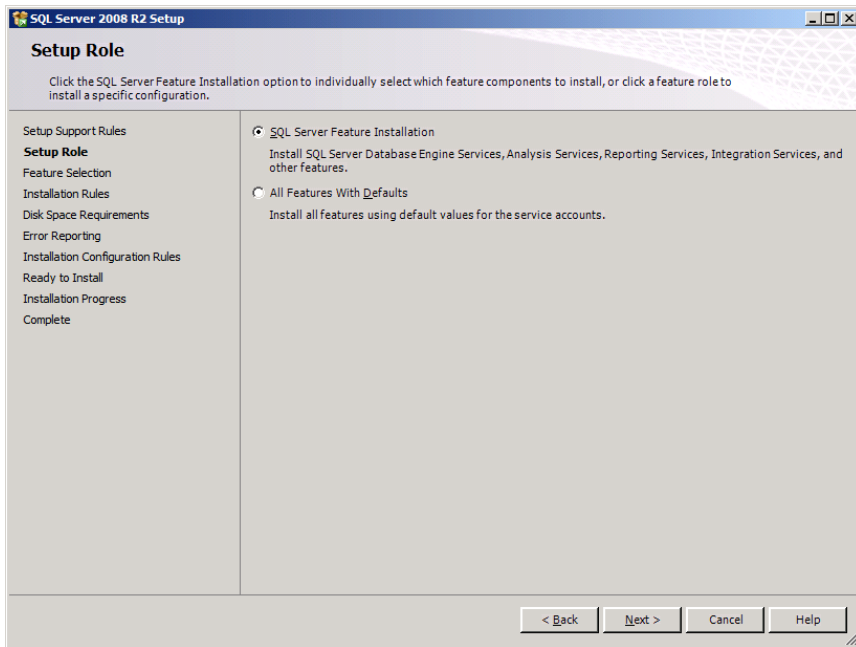 SQL Server 2008 R2 Setup
Setup Role
Click the SQL Server Feature Installation option to individually select which feature components to install, or click a feature role to
install a specific configuration.
Setup Support Rules
Setup Role
Feature Selection
Installation Rules
Disk Space Requirements
Error Reporting
Installation Configuration Rules
Ready to Install
Installation Progress
Complete
SQL Server Feature Installation
Install SQL Server Database Engine Services, Analysis Services, Reporting Services, Integration Services, and
other features.
All Features With Defaults
Install all features using default values for the service accounts.
< Back
Next >
Cancel
Help